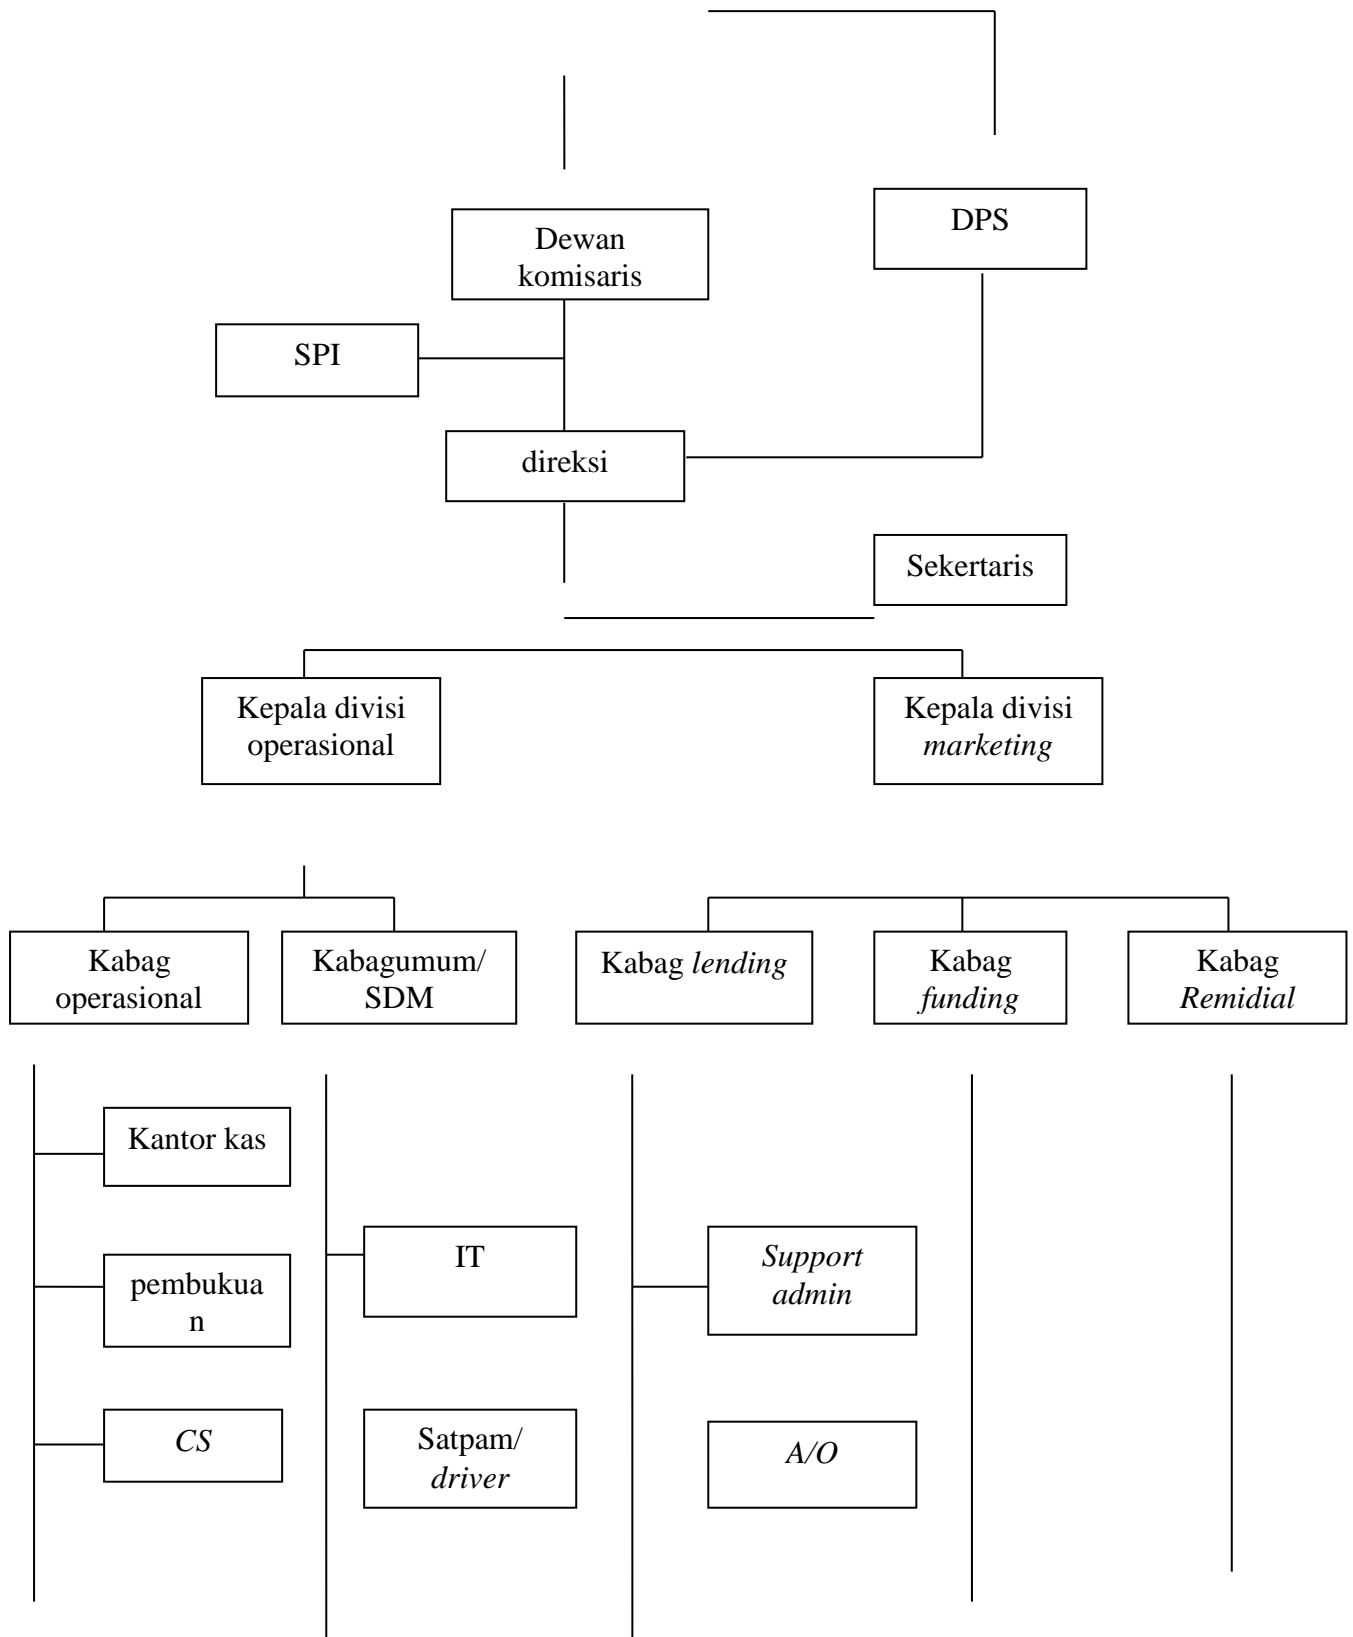 DPS
Dewan
komisaris
SPI
direksi
Sekertaris
Kepala divisi
operasional
Kepala divisi
marketing
Kabag
operasional
Kabagumum/
SDM
Kabag lending
Kabag
funding
Kabag
Remidial
Kantor kas
IT
Support
admin
pembukua
n
CS
Satpam/
driver
A/O